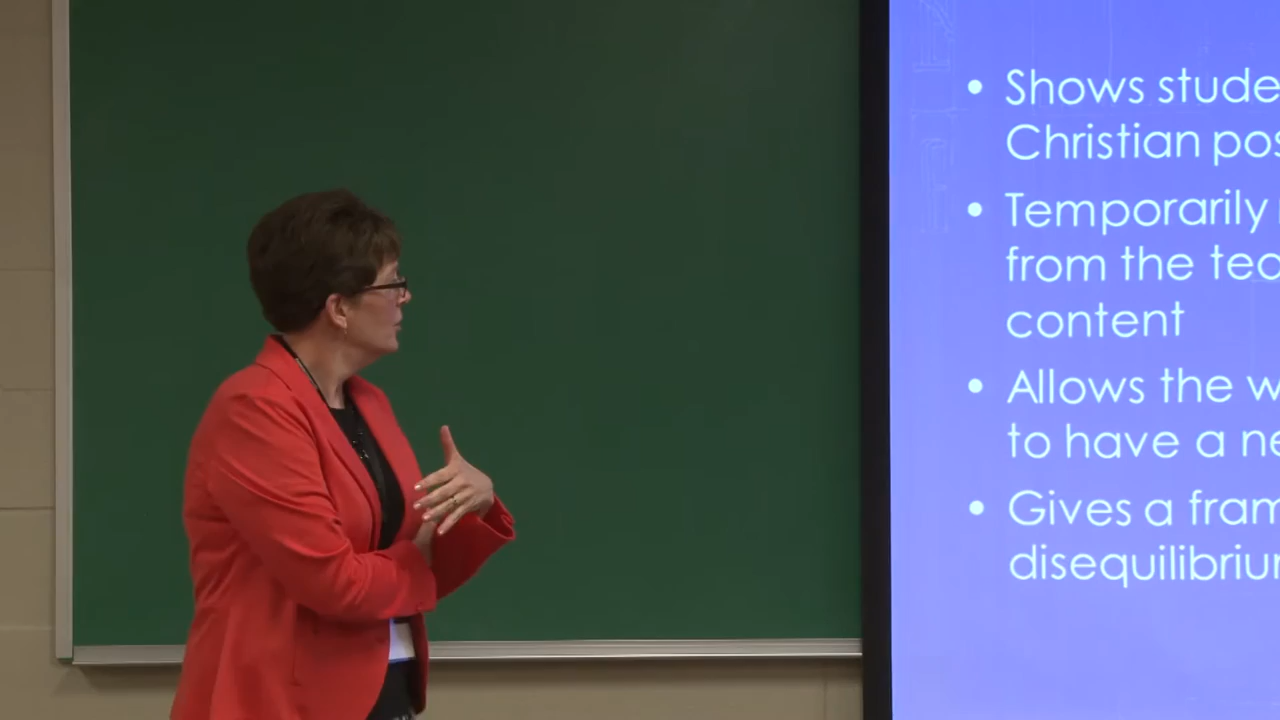 • Shows stude
Christian pos
• Temporarily
from the tea
content
• Allows the w
to have a ne
• Gives a fram
disequilibriu